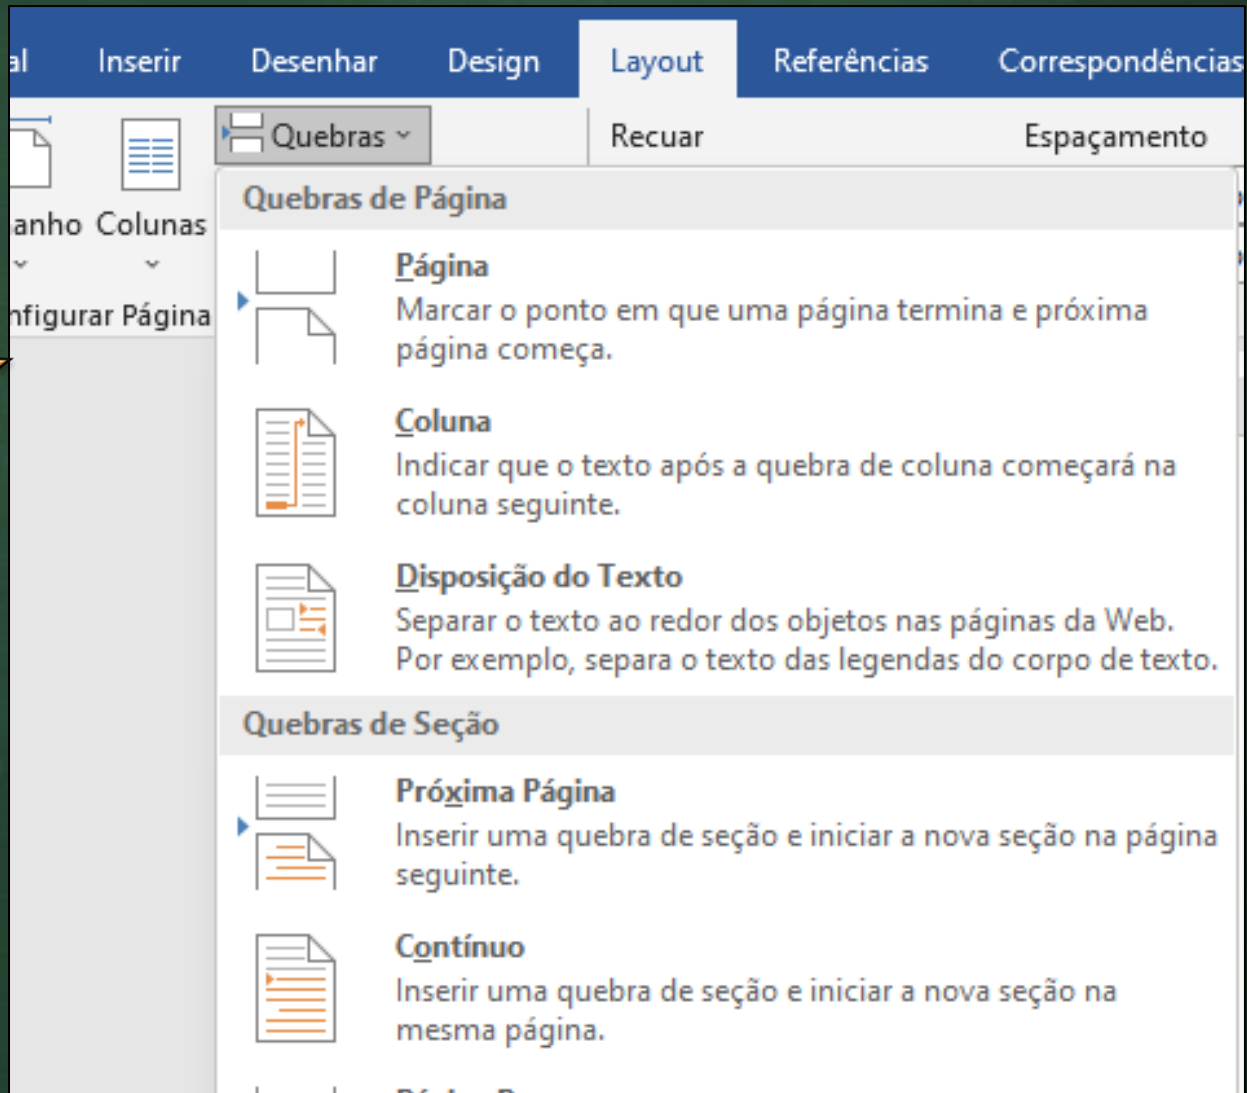 al Inserir Desenhar Design Layout Referências Correspondências
Quebras Recuar Espaçamento
anho Colunas
nfigurar Página
Quebras de Página
Página
Marcar o ponto em que uma página termina e próxima
página começa.
Coluna
Indicar que o texto após a quebra de coluna começará na
coluna seguinte.
Disposição do Texto
Separar o texto ao redor dos objetos nas páginas da Web.
Por exemplo, separa o texto das legendas do corpo de texto.
Quebras de Seção
Próxima Página
Inserir uma quebra de seção e iniciar a nova seção na página
seguinte.
Contínuo
Inserir uma quebra de seção e iniciar a nova seção na
mesma página.